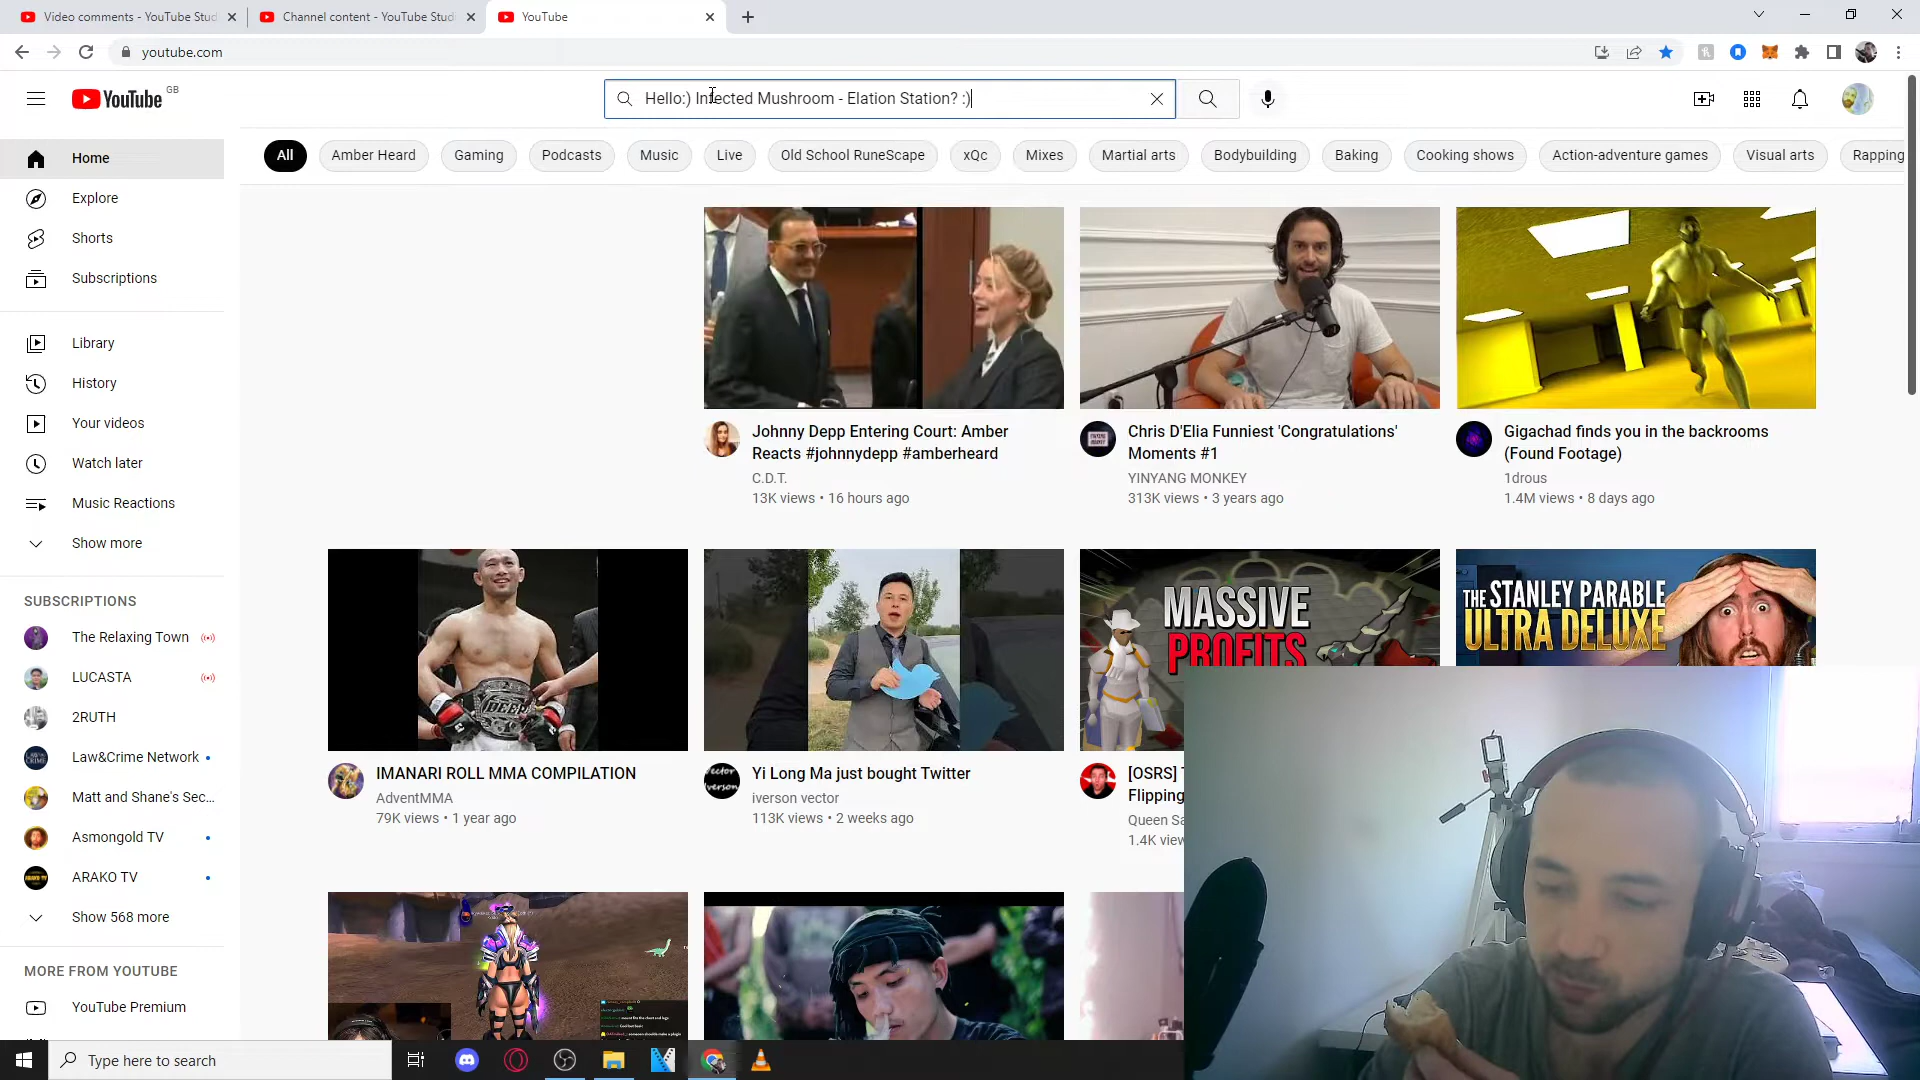 Video comments - YouTube Stud
Channel content - YouTube Studi
YouTube
youtube.com
YouTube GB
Hello:) Infected Mushroom - Elation Station? :)
All
Amber Heard
Gaming
Podcasts
Music
Live
Old School RuneScape
xQc
Mixes
Martial arts
Bodybuilding
Baking
Cooking shows
Action-adventure games
Visual arts
Rapping
Home
Explore
Shorts
Subscriptions
Library
History
Your videos
Watch later
Music Reactions
Show more
SUBSCRIPTIONS
The Relaxing Town
LUCASTA
2RUTH
Law&Crime Network
Matt and Shane's Sec...
Asmongold TV
ARAKO TV
Show 568 more
MORE FROM YOUTUBE
YouTube Premium
Johnny Depp Entering Court: Amber
Reacts #johnnydepp #amberheard
C.D.T.
13K views • 16 hours ago
Chris D'Elia Funniest 'Congratulations'
Moments #1
YINYANG MONKEY
313K views • 3 years ago
Gigachad finds you in the backrooms
(Found Footage)
1drous
1.4M views • 8 days ago
DEEP
IMANARI ROLL MMA COMPILATION
AdventMMA
79K views • 1 year ago
Yi Long Ma just bought Twitter
iverson vector
113K views • 2 weeks ago
MASSIVE
PROFITS
[OSRS]
Flipping
Queen Sa
1.4K view
THE STANLEY PARABLE
ULTRA DELUXE
Type here to search